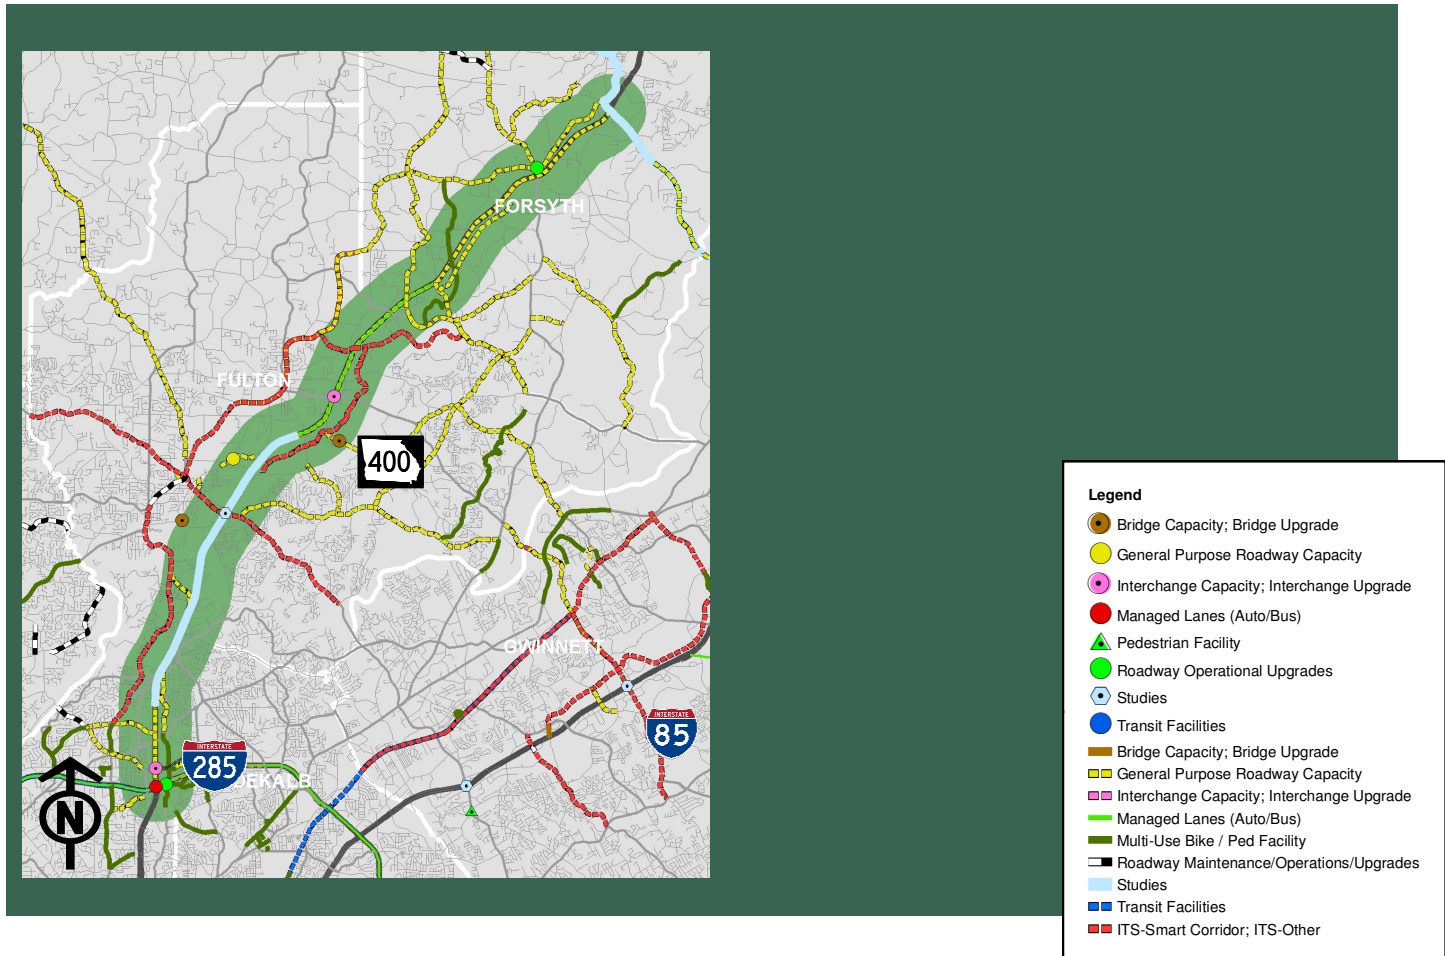 FORSYTH
FULTON
400
GWINNETT
INTERSTATE
85
INTERSTATE
285
DEKALB
N
Legend
Bridge Capacity; Bridge Upgrade
General Purpose Roadway Capacity
Interchange Capacity; Interchange Upgrade
Managed Lanes (Auto/Bus)
Pedestrian Facility
Roadway Operational Upgrades
Studies
Transit Facilities
Bridge Capacity; Bridge Upgrade
General Purpose Roadway Capacity
Interchange Capacity; Interchange Upgrade
Managed Lanes (Auto/Bus)
Multi-Use Bike / Ped Facility
Roadway Maintenance/Operations/Upgrades
Studies
Transit Facilities
ITS-Smart Corridor; ITS-Other